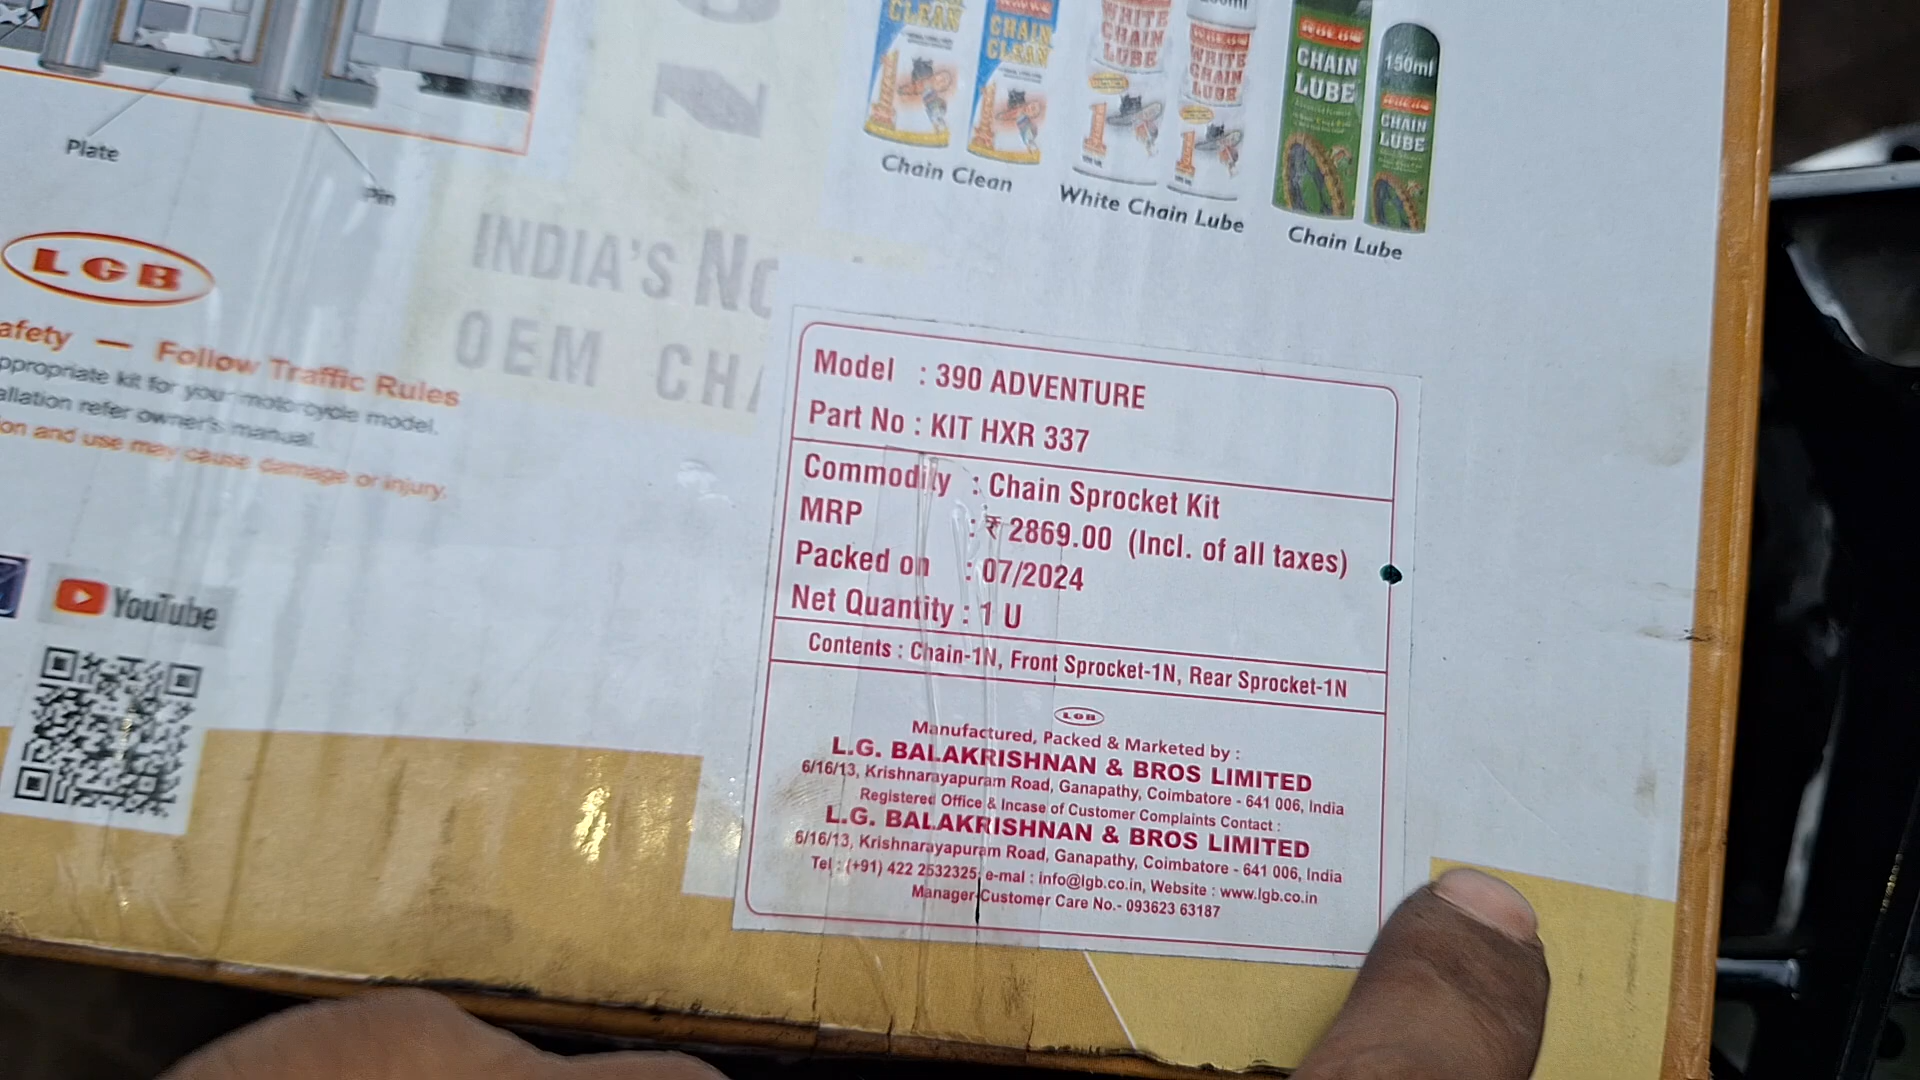 CLEAN
CHAIN
CLEAN
WHITE
CHAIN
LUBE
WHITE
CHAIN
LUBE
CHAIN
LUBE
150ml
CHAIN
LUBE
Plate
Pin
Chain Clean
White Chain Lube
Chain Lube
LGB
INDIA'S No
OEM CHA
afety — Follow Traffic Rules
ppropriate kit for your motorcycle model.
allation refer owner's manual.
ion and use may cause damage or injury.
YouTube
Model : 390 ADVENTURE
Part No : KIT HXR 337
Commodity : Chain Sprocket Kit
MRP : ₹ 2869.00 (Incl. of all taxes)
Packed on : 07/2024
Net Quantity : 1 U
Contents : Chain-1N, Front Sprocket-1N, Rear Sprocket-1N
LGB
Manufactured, Packed & Marketed by :
L.G. BALAKRISHNAN & BROS LIMITED
6/16/13, Krishnarayapuram Road, Ganapathy, Coimbatore - 641 006, India
Registered Office & Incase of Customer Complaints Contact :
L.G. BALAKRISHNAN & BROS LIMITED
6/16/13, Krishnarayapuram Road, Ganapathy, Coimbatore - 641 006, India
Tel : (+91) 422 2532325, e-mal : info@lgb.co.in, Website : www.lgb.co.in
Manager-Customer Care No.- 093623 63187